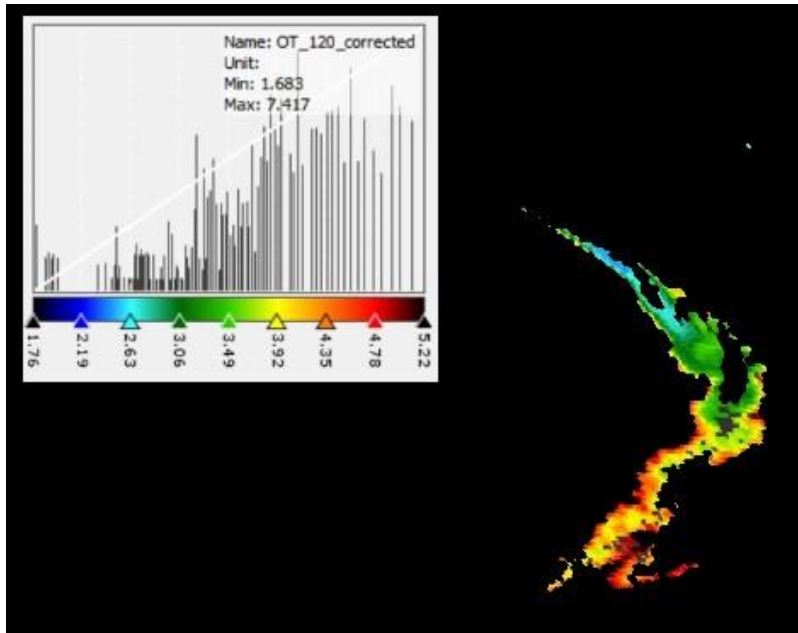 Name: OT_120_corrected
Unit:
Min: 1.683
Max: 7.417
1.76
2.19
2.63
3.06
3.49
3.92
4.35
4.78
5.22